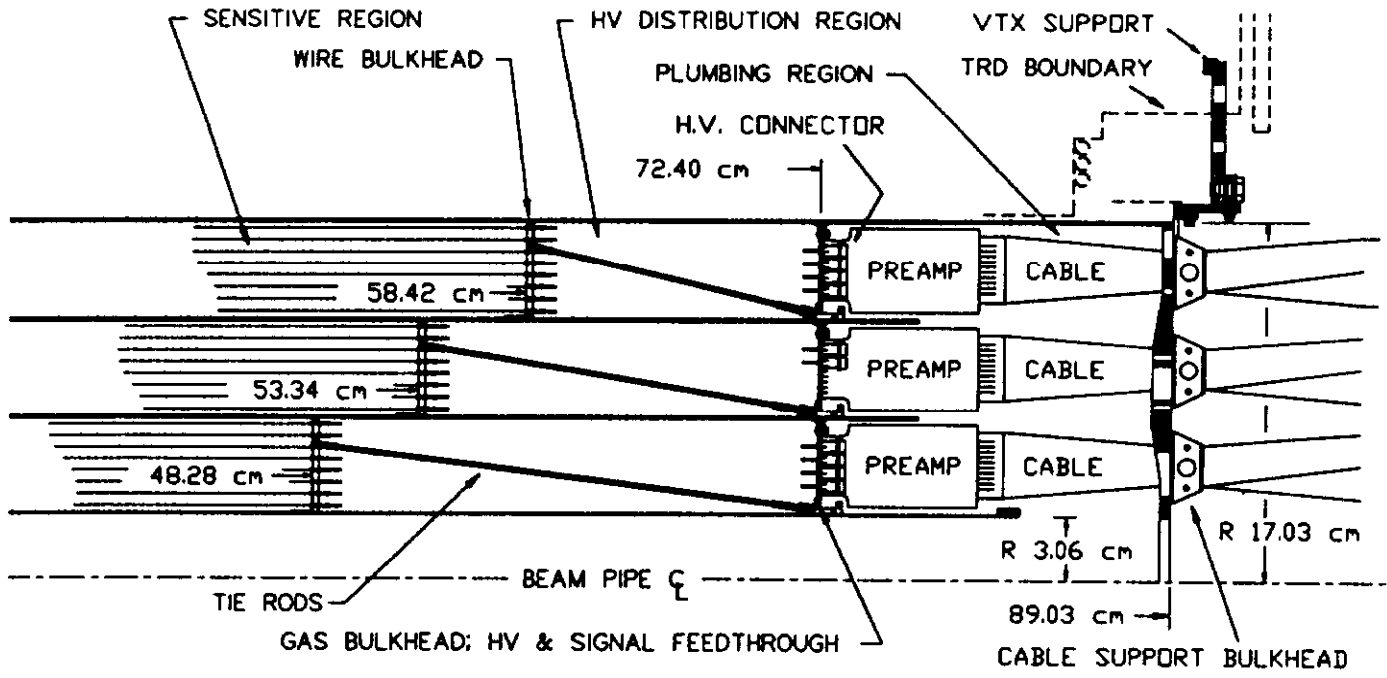 SENSITIVE REGION
HV DISTRIBUTION REGION
VTX SUPPORT
WIRE BULKHEAD
PLUMBING REGION
TRD BOUNDARY
H.V. CONNECTOR
72.40 cm
PREAMP
CABLE
58.42 cm
PREAMP
CABLE
53.34 cm
PREAMP
CABLE
48.28 cm
R 17.03 cm
R 3.06 cm
BEAM PIPE ℄
TIE RODS
89.03 cm
GAS BULKHEAD; HV & SIGNAL FEEDTHROUGH
CABLE SUPPORT BULKHEAD